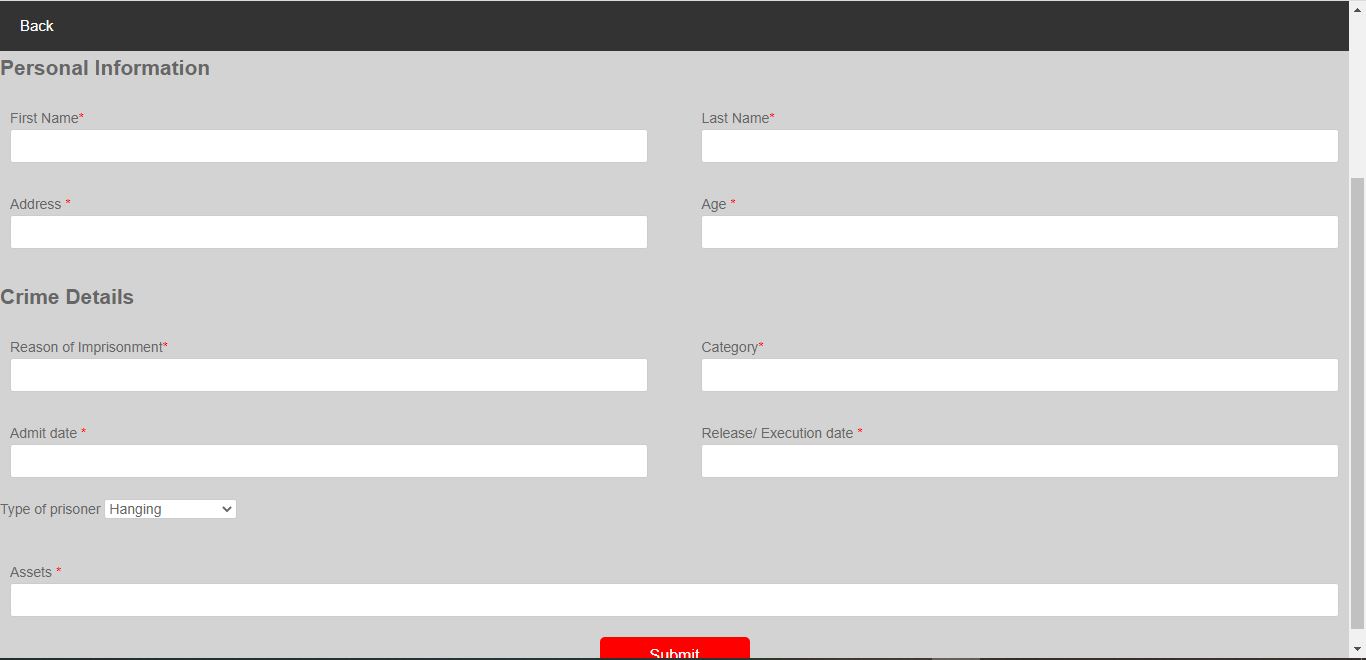 Back
Personal Information
First Name* Last Name*
Address * Age *
Crime Details
Reason of Imprisonment* Category*
Admit date * Release/ Execution date *
Type of prisoner Hanging
Assets *
Submit